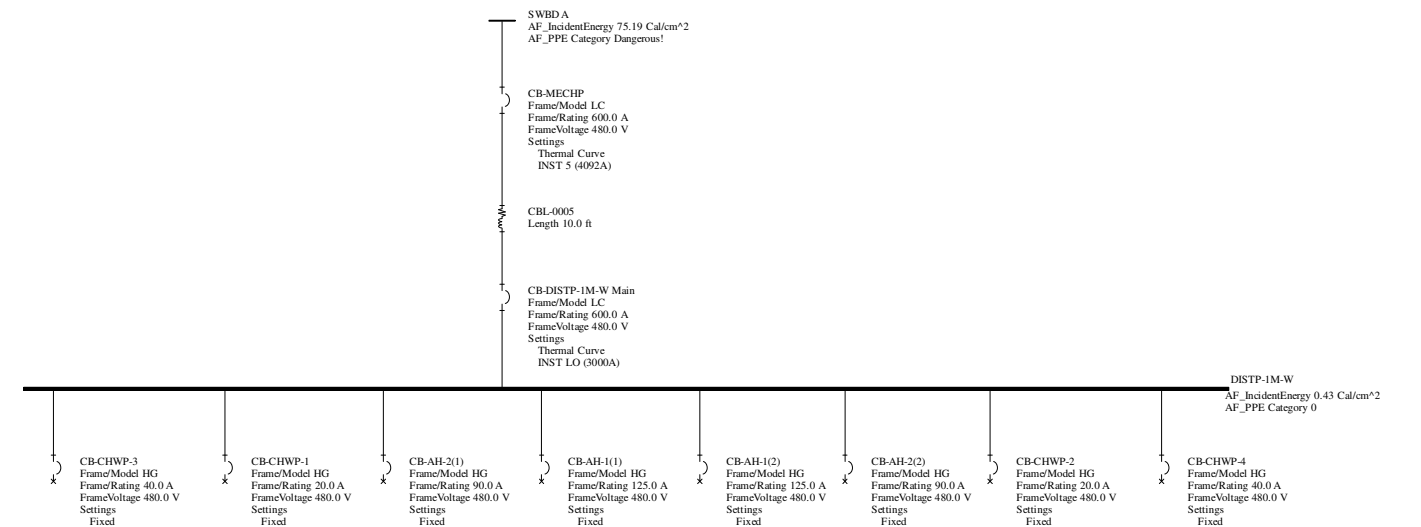 SWBD A
AF_IncidentEnergy 75.19 Cal/cm^2
AF_PPE Category Dangerous!
CB-MECHP
Frame/Model LC
Frame/Rating 600.0 A
FrameVoltage 480.0 V
Settings
Thermal Curve
INST 5 (4092A)
CBL-0005
Length 10.0 ft
CB-DISTP-1M-W Main
Frame/Model LC
Frame/Rating 600.0 A
FrameVoltage 480.0 V
Settings
Thermal Curve
INST LO (3000A)
DISTP-1M-W
AF_IncidentEnergy 0.43 Cal/cm^2
AF_PPE Category 0
CB-CHWP-3
Frame/Model HG
Frame/Rating 40.0 A
FrameVoltage 480.0 V
Settings
Fixed
CB-CHWP-1
Frame/Model HG
Frame/Rating 20.0 A
FrameVoltage 480.0 V
Settings
Fixed
CB-AH-2(1)
Frame/Model HG
Frame/Rating 90.0 A
FrameVoltage 480.0 V
Settings
Fixed
CB-AH-1(1)
Frame/Model HG
Frame/Rating 125.0 A
FrameVoltage 480.0 V
Settings
Fixed
CB-AH-1(2)
Frame/Model HG
Frame/Rating 125.0 A
FrameVoltage 480.0 V
Settings
Fixed
CB-AH-2(2)
Frame/Model HG
Frame/Rating 90.0 A
FrameVoltage 480.0 V
Settings
Fixed
CB-CHWP-2
Frame/Model HG
Frame/Rating 20.0 A
FrameVoltage 480.0 V
Settings
Fixed
CB-CHWP-4
Frame/Model HG
Frame/Rating 40.0 A
FrameVoltage 480.0 V
Settings
Fixed